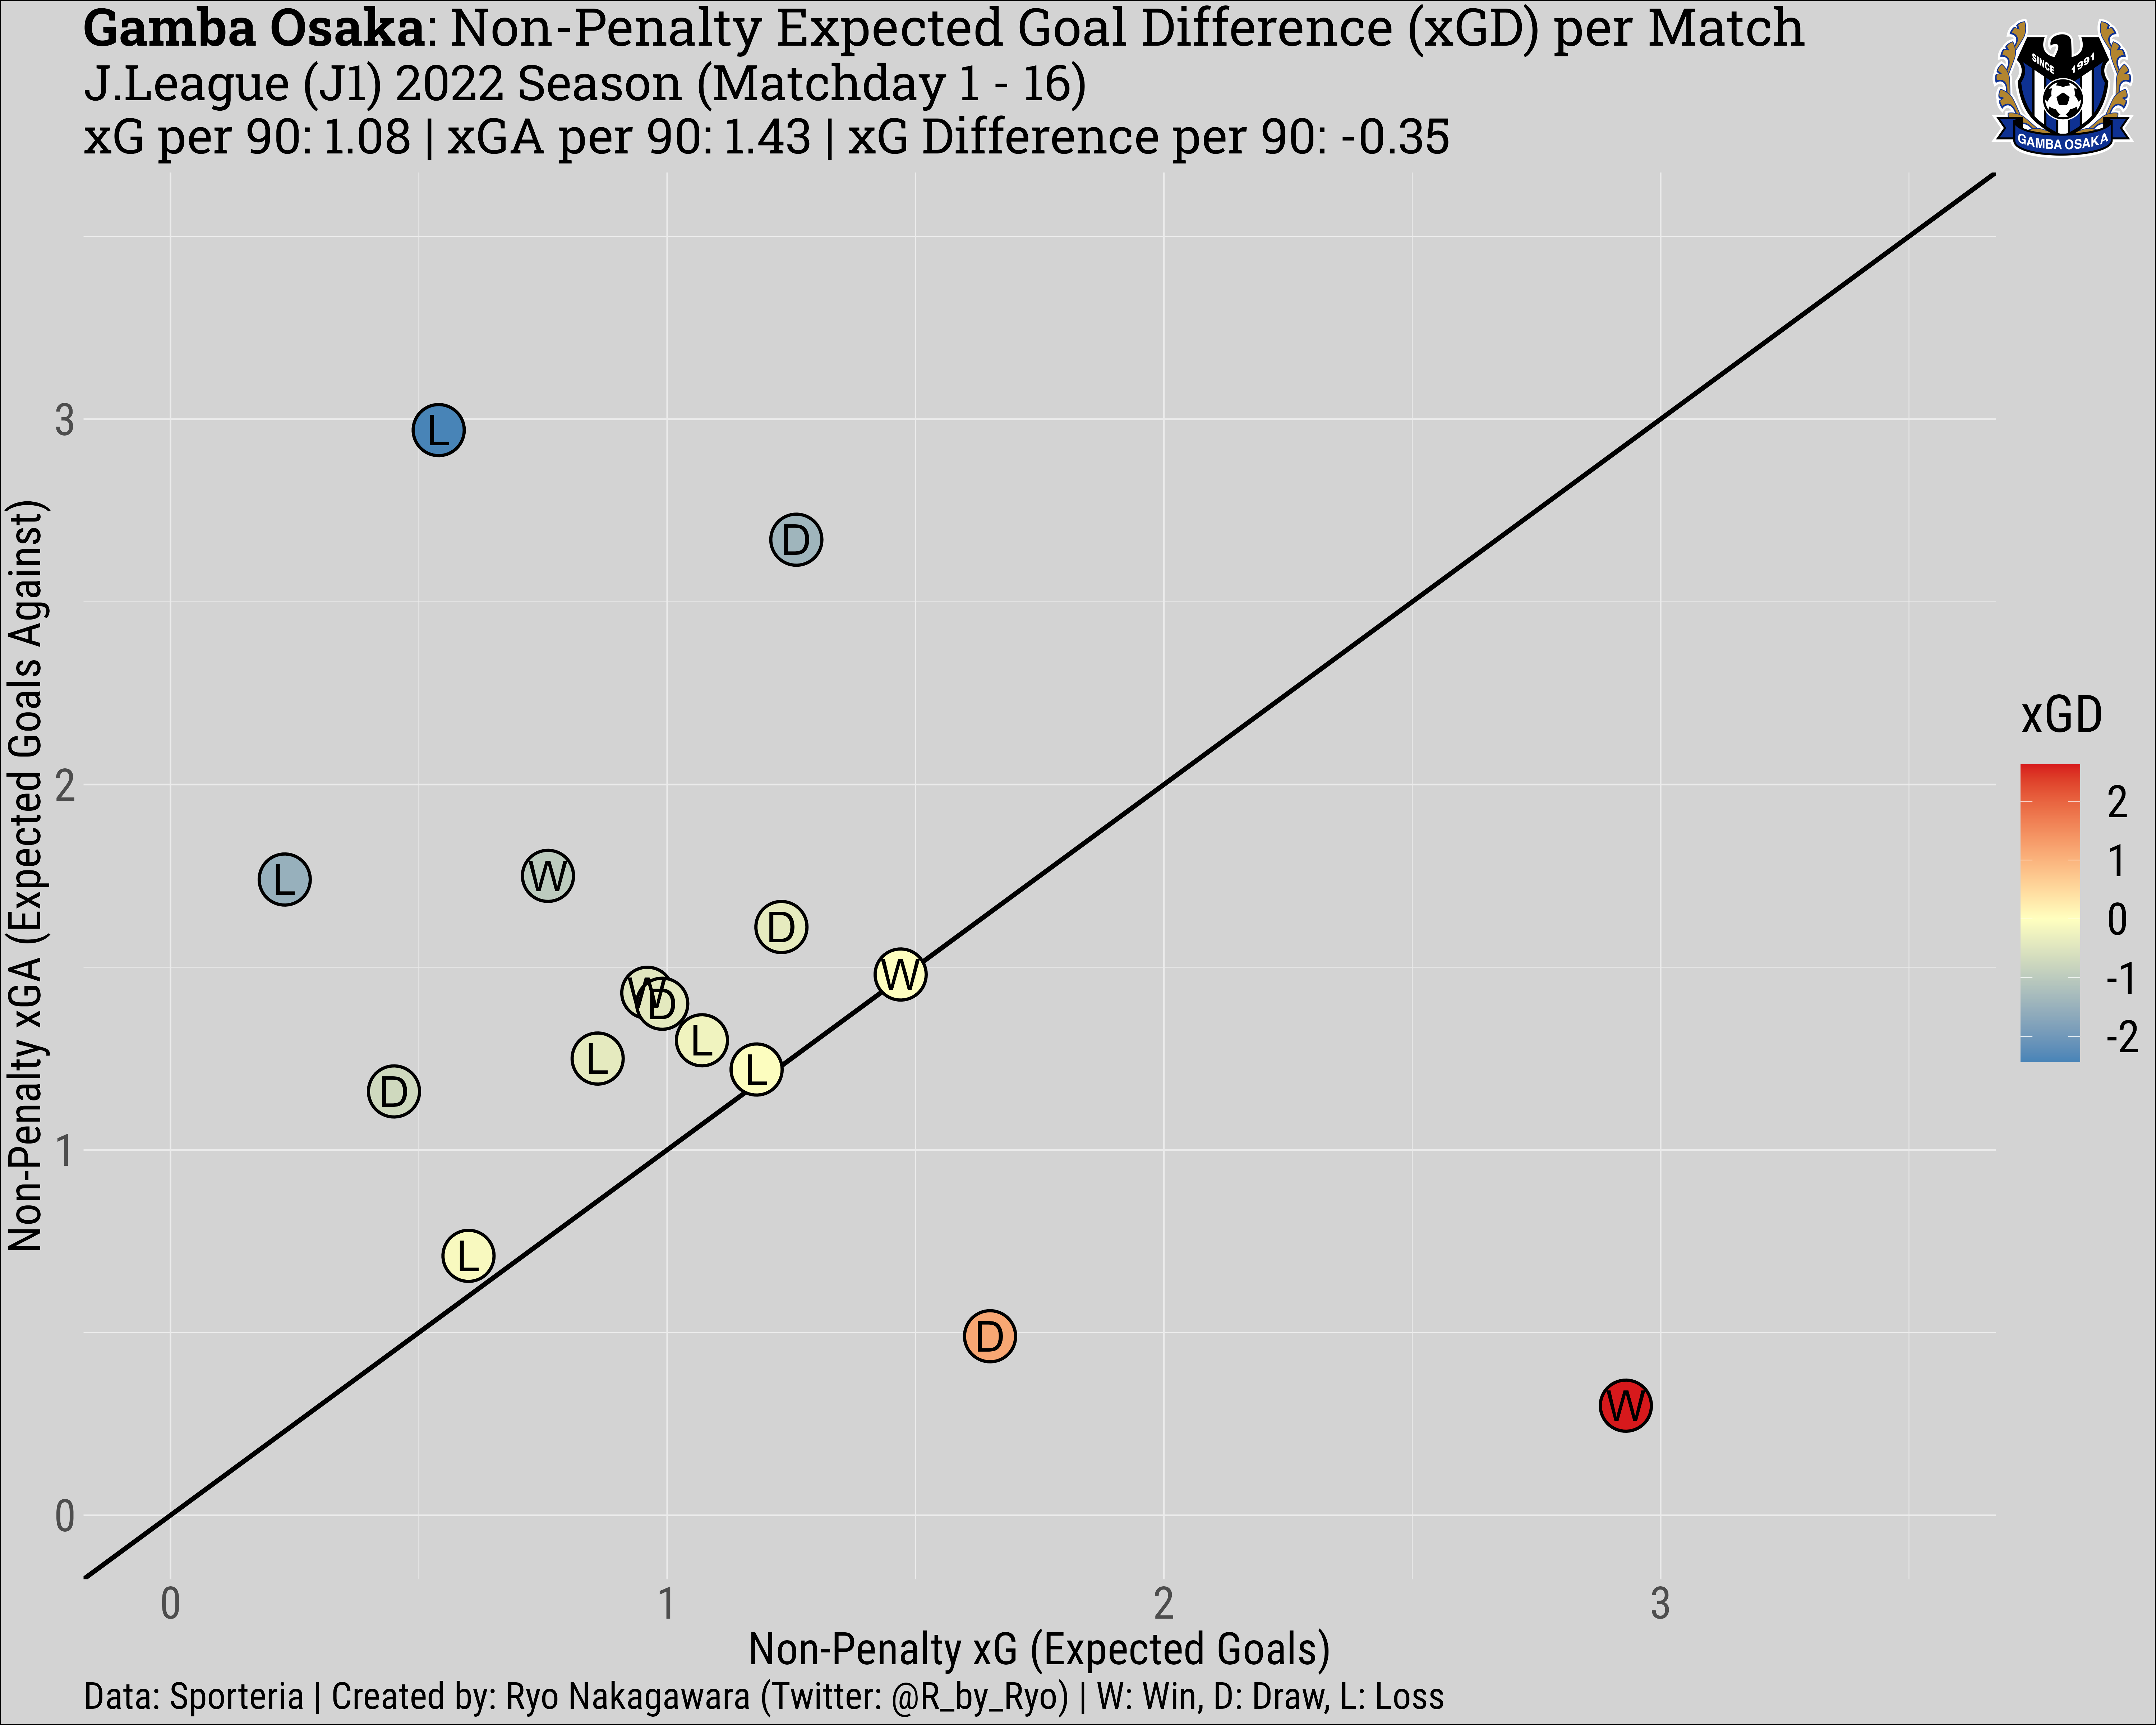 Gamba Osaka: Non-Penalty Expected Goal Difference (xGD) per Match
J.League (J1) 2022 Season (Matchday 1 - 16)
xG per 90: 1.08 | xGA per 90: 1.43 | xG Difference per 90: -0.35
SINCE 1991
GAMBA OSAKA
Non-Penalty xGA (Expected Goals Against)
3
2
1
0
L
D
L
W
D
W
W
D
L
L
L
D
L
D
W
xGD
2
1
0
-1
-2
0
1
2
3
Non-Penalty xG (Expected Goals)
Data: Sporteria | Created by: Ryo Nakagawara (Twitter: @R_by_Ryo) | W: Win, D: Draw, L: Loss